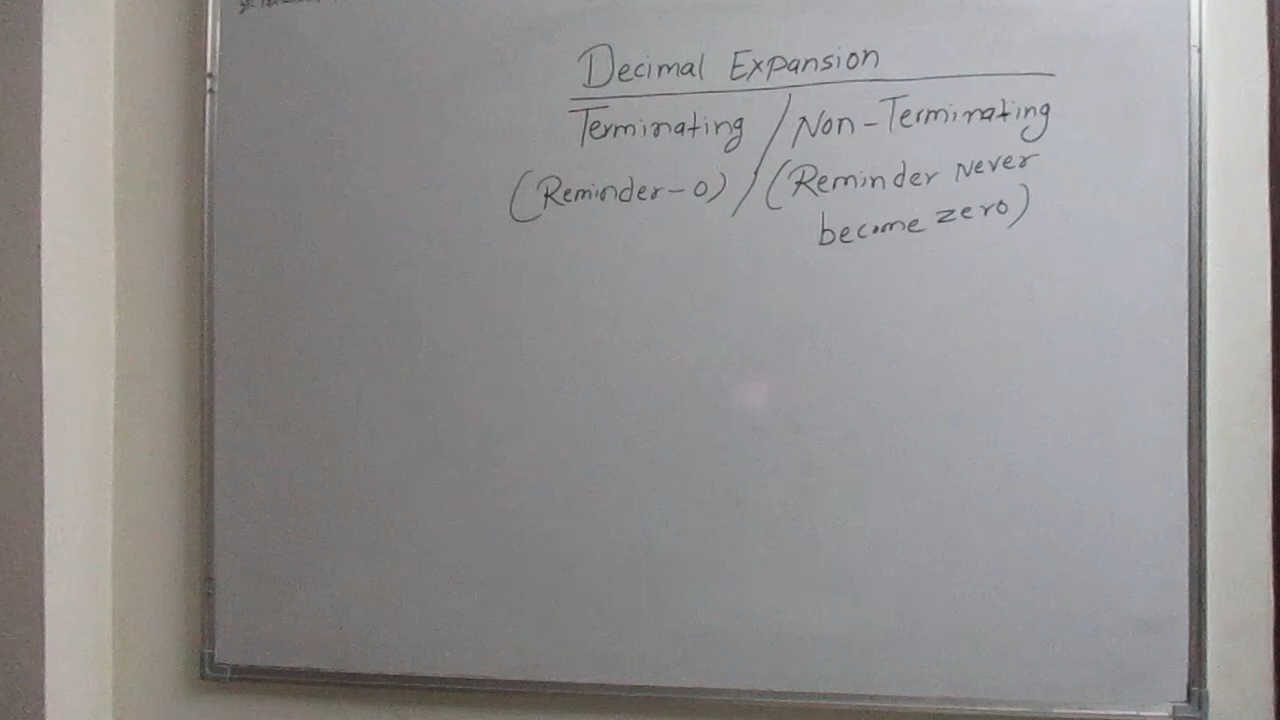 Decimal Expansion
Terminating / Non-Terminating
(Reminder-0) / (Reminder Never
become zero)